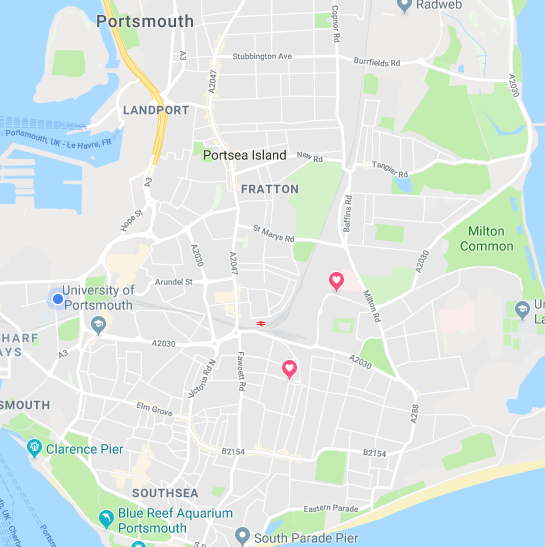 Portsmouth
Radweb
Copnor Rd
A3
Stubbington Ave
Burrfields Rd
A2047
A2030
LANDPORT
Portsmouth, UK - Le Havre, FR
Portsea Island
New Rd
Tangier Rd
A3
FRATTON
Baffins Rd
Hope St
St Marys Rd
Milton
Common
A2030
A2047
A2030
Arundel St
University of
Portsmouth
Milton Rd
HARF
AYS
A3
A2030
A2030
Victoria Rd N
Fawcett Rd
SMOUTH
Elm Grove
A288
Clarence Pier
B2154
B2154
SOUTHSEA
Eastern Parade
Blue Reef Aquarium
Portsmouth
South Parade Pier